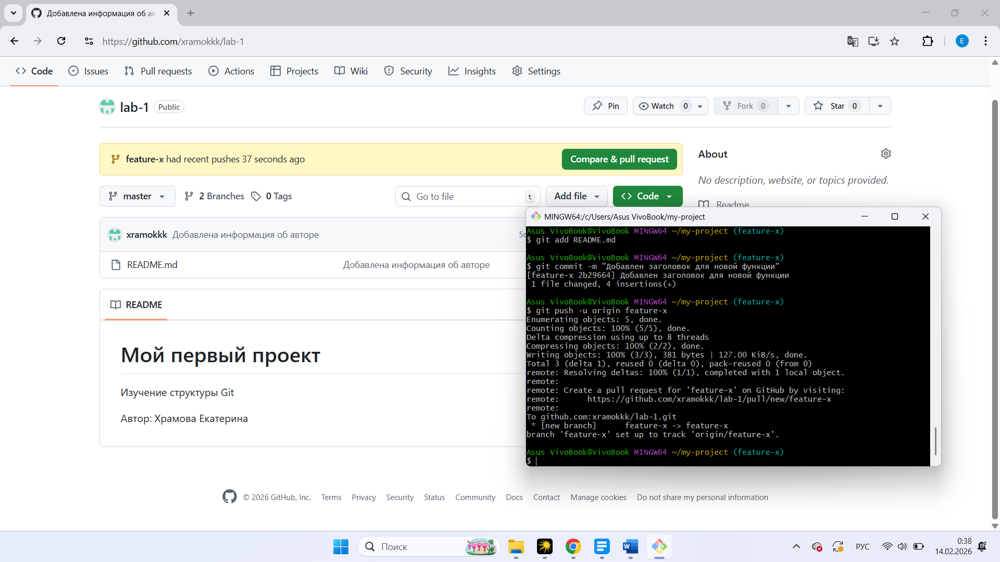 Добавлена информация об ав
https://github.com/xramokkk/lab-1
E
Code
Issues
Pull requests
Actions
Projects
Wiki
Security
Insights
Settings
lab-1
Public
Pin
Watch 0
Fork 0
Star 0
feature-x had recent pushes 37 seconds ago
Compare & pull request
About
No description, website, or topics provided.
Readme
master
2 Branches
0 Tags
Go to file
t
Add file
Code
xramokkk Добавлена информация об авторе
README.md
Добавлена информация об авторе
README
Мой первый проект
Изучение структуры Git
Автор: Храмова Екатерина
MINGW64:/c/Users/Asus VivoBook/my-project
Asus VivoBook@VivoBook MINGW64 ~/my-project (feature-x)
$ git add README.md
Asus VivoBook@VivoBook MINGW64 ~/my-project (feature-x)
$ git commit -m "Добавлен заголовок для новой функции"
[feature-x 2b29664] Добавлен заголовок для новой функции
1 file changed, 4 insertions(+)
Asus VivoBook@VivoBook MINGW64 ~/my-project (feature-x)
$ git push -u origin feature-x
Enumerating objects: 5, done.
Counting objects: 100% (5/5), done.
Delta compression using up to 8 threads
Compressing objects: 100% (2/2), done.
Writing objects: 100% (3/3), 381 bytes | 127.00 KiB/s, done.
Total 3 (delta 1), reused 0 (delta 0), pack-reused 0 (from 0)
remote: Resolving deltas: 100% (1/1), completed with 1 local object.
remote:
remote: Create a pull request for 'feature-x' on GitHub by visiting:
remote:      https://github.com/xramokkk/lab-1/pull/new/feature-x
remote:
To github.com:xramokkk/lab-1.git
* [new branch]      feature-x -> feature-x
branch 'feature-x' set up to track 'origin/feature-x'.
Asus VivoBook@VivoBook MINGW64 ~/my-project (feature-x)
$
© 2026 GitHub, Inc. Terms Privacy Security Status Community Docs Contact Manage cookies Do not share my personal information
Поиск
РУС
0:38
14.02.2026